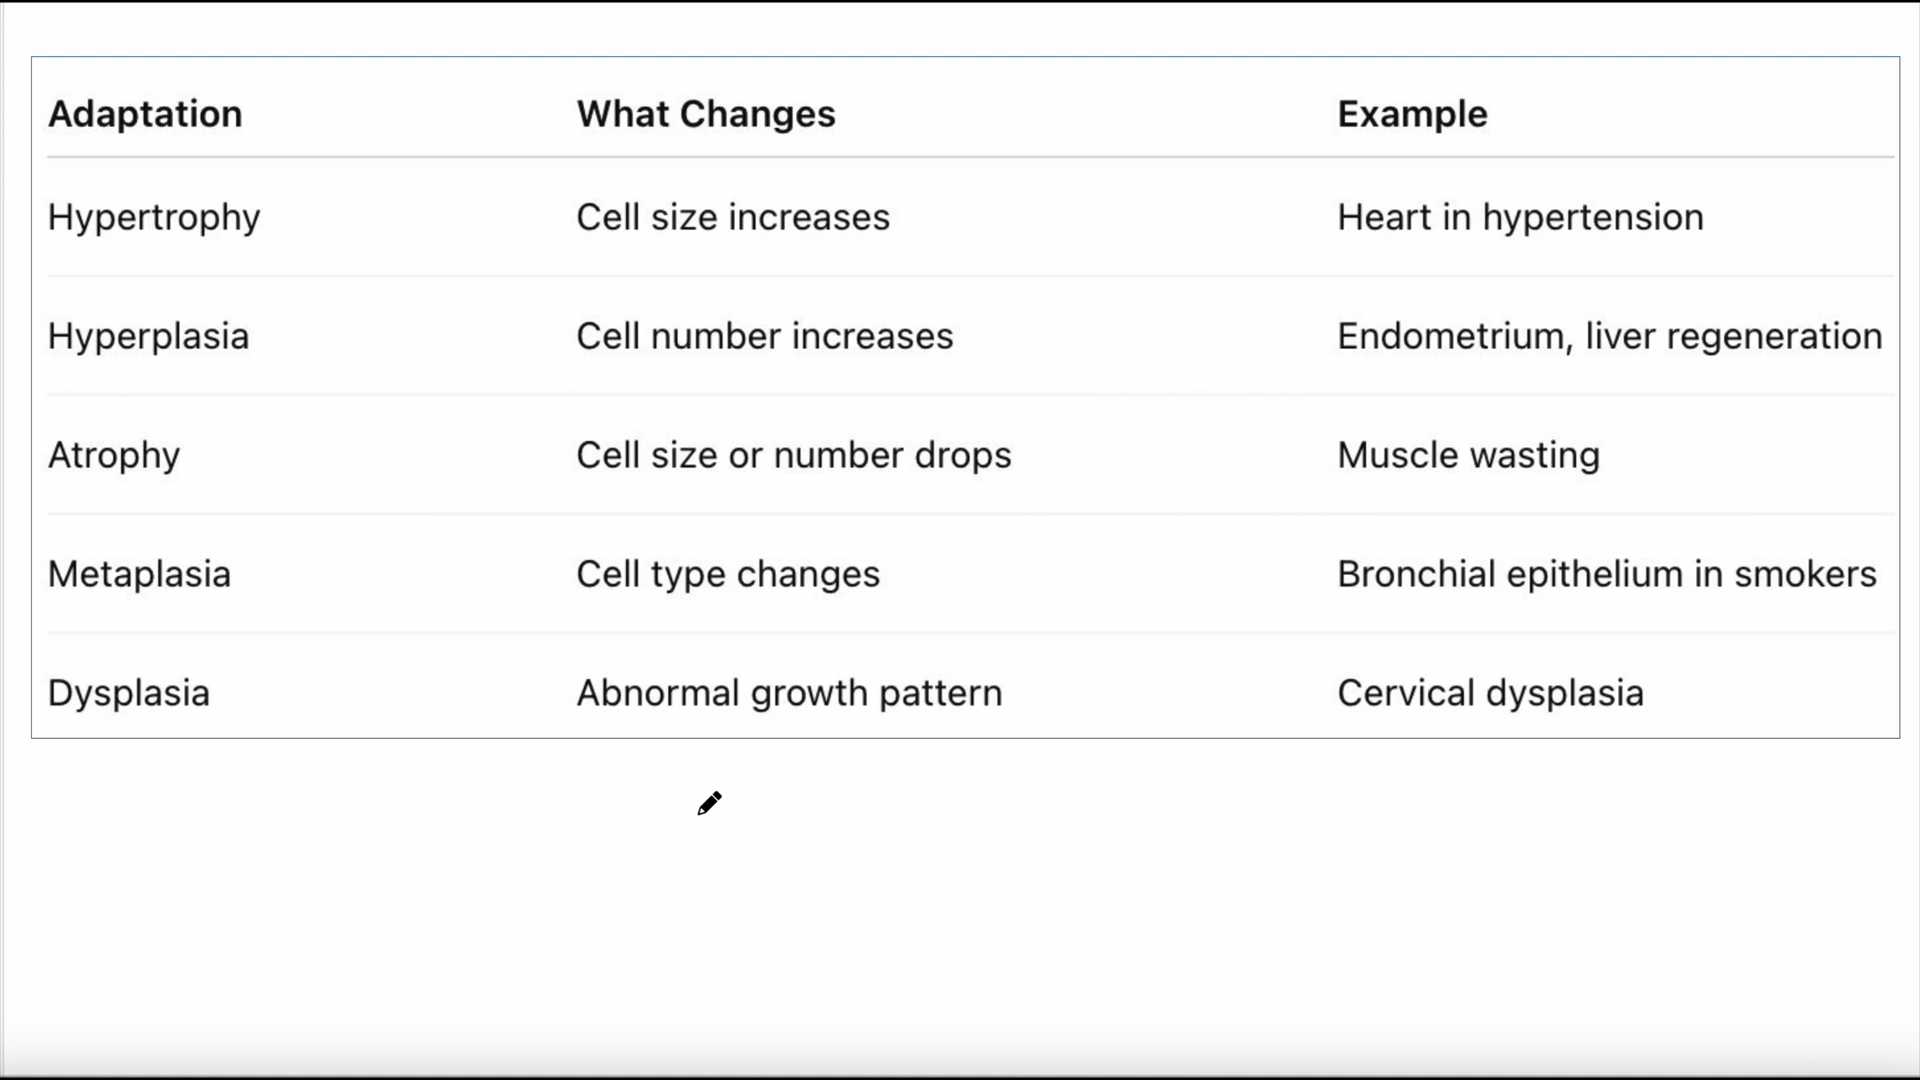 Adaptation What Changes Example
Hypertrophy Cell size increases Heart in hypertension
Hyperplasia Cell number increases Endometrium, liver regeneration
Atrophy Cell size or number drops Muscle wasting
Metaplasia Cell type changes Bronchial epithelium in smokers
Dysplasia Abnormal growth pattern Cervical dysplasia